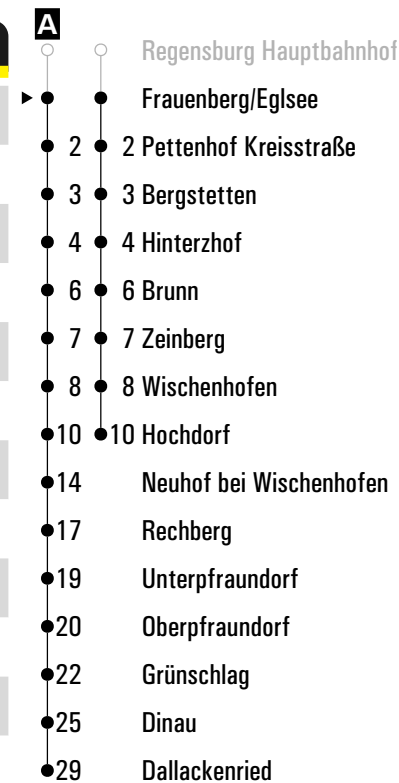 A
Regensburg Hauptbahnhof
Frauenberg/Eglsee
2 2 Pettenhof Kreisstraße
3 3 Bergstetten
4 4 Hinterzhof
6 6 Brunn
7 7 Zeinberg
8 8 Wischenhofen
10 10 Hochdorf
14 Neuhof bei Wischenhofen
17 Rechberg
19 Unterpfraundorf
20 Oberpfraundorf
22 Grünschlag
25 Dinau
29 Dallackenried